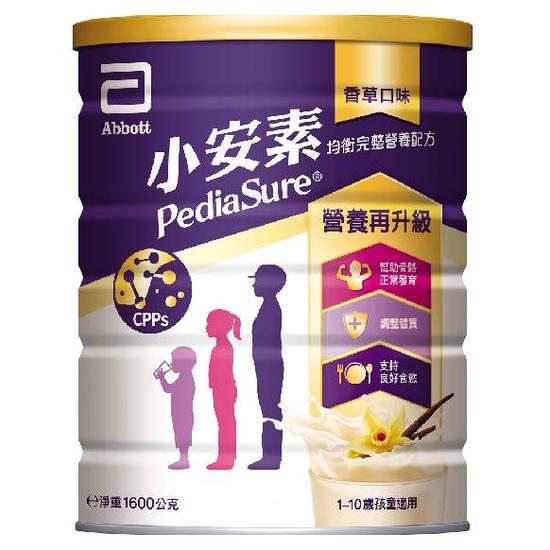 Abbott
香草口味
小安素
均衡完整營養配方
PediaSure®
營養再升級
幫助骨骼
正常發育
CPPs
調整體質
支持
良好食慾
℮淨重1600公克
1-10歲孩童適用